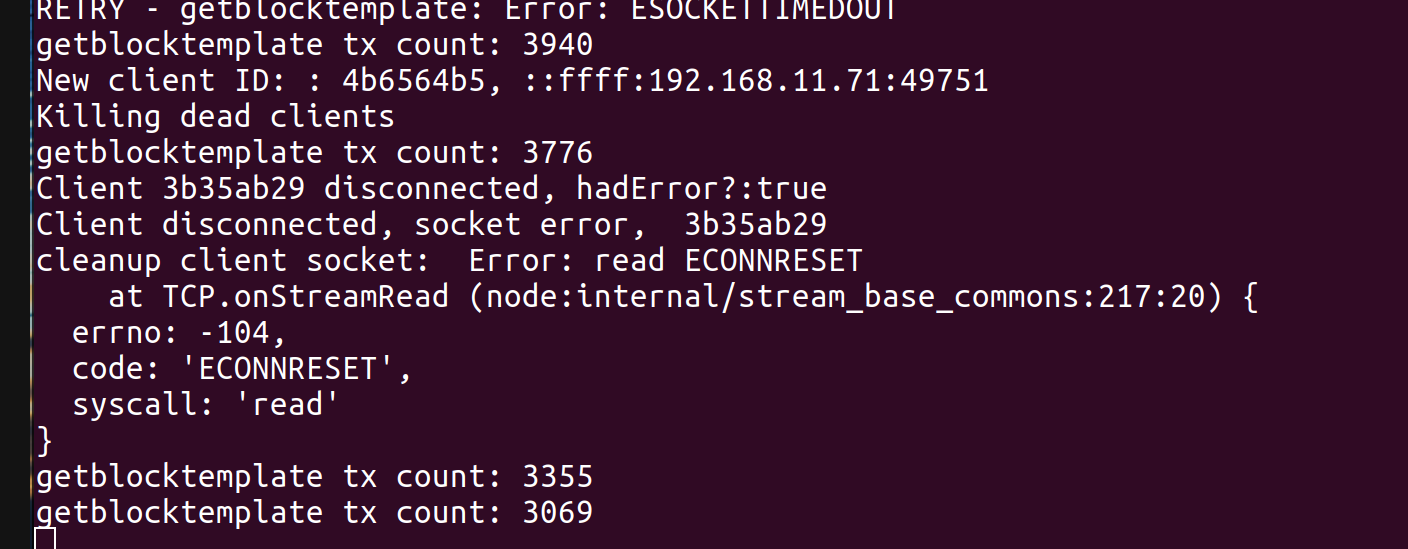 RETRY - getblocktemplate: Error: ESOCKETTIMEDOUT
getblocktemplate tx count: 3940
New client ID: : 4b6564b5, ::ffff:192.168.11.71:49751
Killing dead clients
getblocktemplate tx count: 3776
Client 3b35ab29 disconnected, hadError?:true
Client disconnected, socket error,  3b35ab29
cleanup client socket:  Error: read ECONNRESET
    at TCP.onStreamRead (node:internal/stream_base_commons:217:20) {
  errno: -104,
  code: 'ECONNRESET',
  syscall: 'read'
}
getblocktemplate tx count: 3355
getblocktemplate tx count: 3069